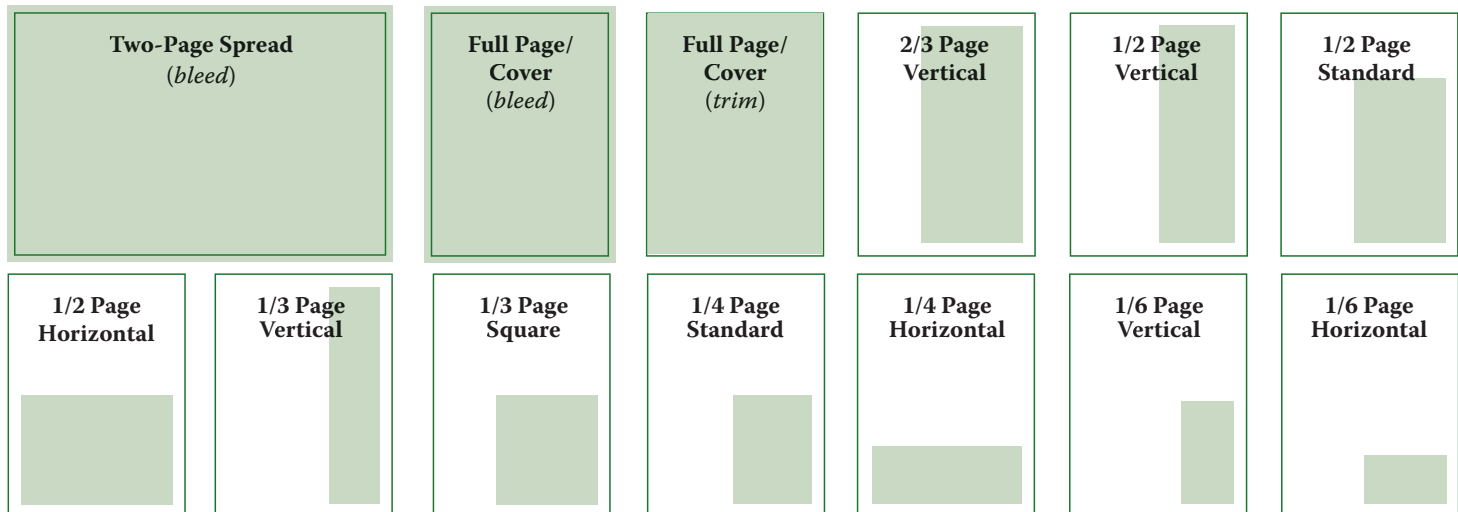 Two-Page Spread
(bleed)
Full Page/
Cover
(bleed)
Full Page/
Cover
(trim)
2/3 Page
Vertical
1/2 Page
Vertical
1/2 Page
Standard
1/2 Page
Horizontal
1/3 Page
Vertical
1/3 Page
Square
1/4 Page
Standard
1/4 Page
Horizontal
1/6 Page
Vertical
1/6 Page
Horizontal